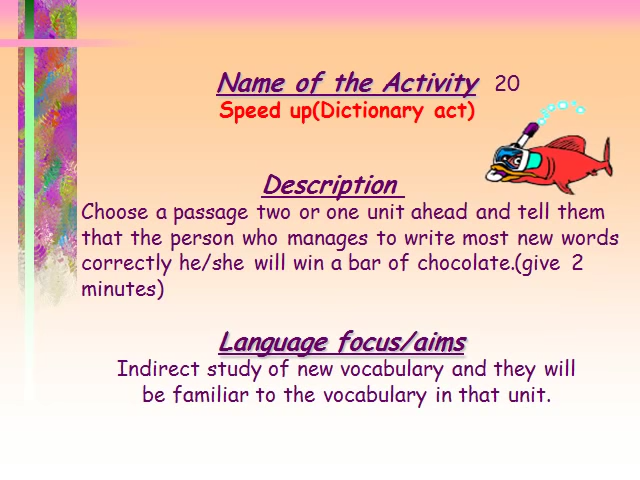 Name of the Activity 20
Speed up(Dictionary act)
Description
Choose a passage two or one unit ahead and tell them
that the person who manages to write most new words
correctly he/she will win a bar of chocolate.(give 2
minutes)
Language focus/aims
Indirect study of new vocabulary and they will
be familiar to the vocabulary in that unit.